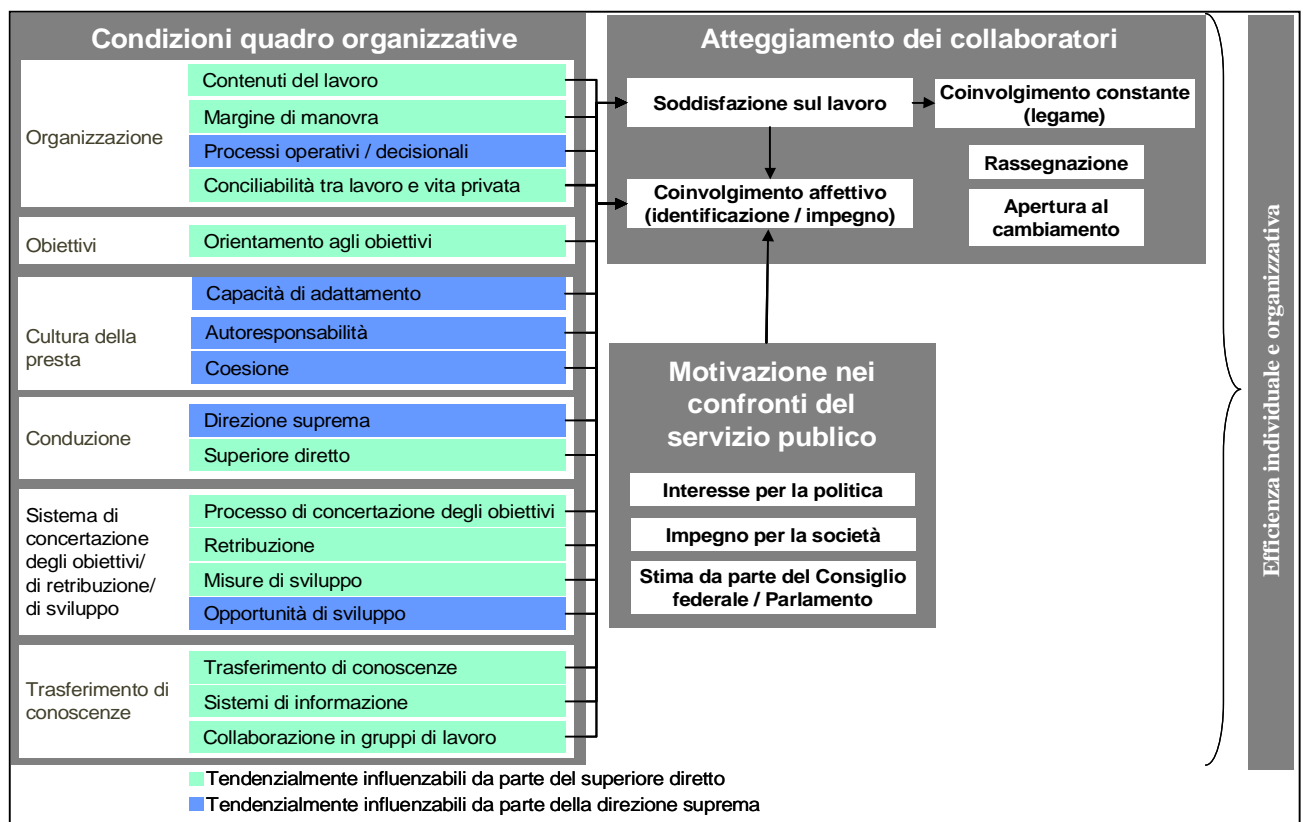 Condizioni quadro organizzative
Organizzazione
Contenuti del lavoro
Margine di manovra
Processi operativi / decisionali
Conciliabilità tra lavoro e vita privata
Obiettivi
Orientamento agli obiettivi
Cultura della
presta
Capacità di adattamento
Autoresponsabilità
Coesione
Conduzione
Direzione suprema
Superiore diretto
Sistema di
concertazione
degli obiettivi/
di retribuzione/
di sviluppo
Processo di concertazione degli obiettivi
Retribuzione
Misure di sviluppo
Opportunità di sviluppo
Trasferimento di
conoscenze
Trasferimento di conoscenze
Sistemi di informazione
Collaborazione in gruppi di lavoro
Atteggiamento dei collaboratori
Soddisfazione sul lavoro
Coinvolgimento constante
(legame)
Coinvolgimento affettivo
(identificazione / impegno)
Rassegnazione
Apertura al
cambiamento
Motivazione nei
confronti del
servizio publico
Interesse per la politica
Impegno per la società
Stima da parte del Consiglio
federale / Parlamento
Efficienza individuale e organizzativa
Tendenzialmente influenzabili da parte del superiore diretto
Tendenzialmente influenzabili da parte della direzione suprema